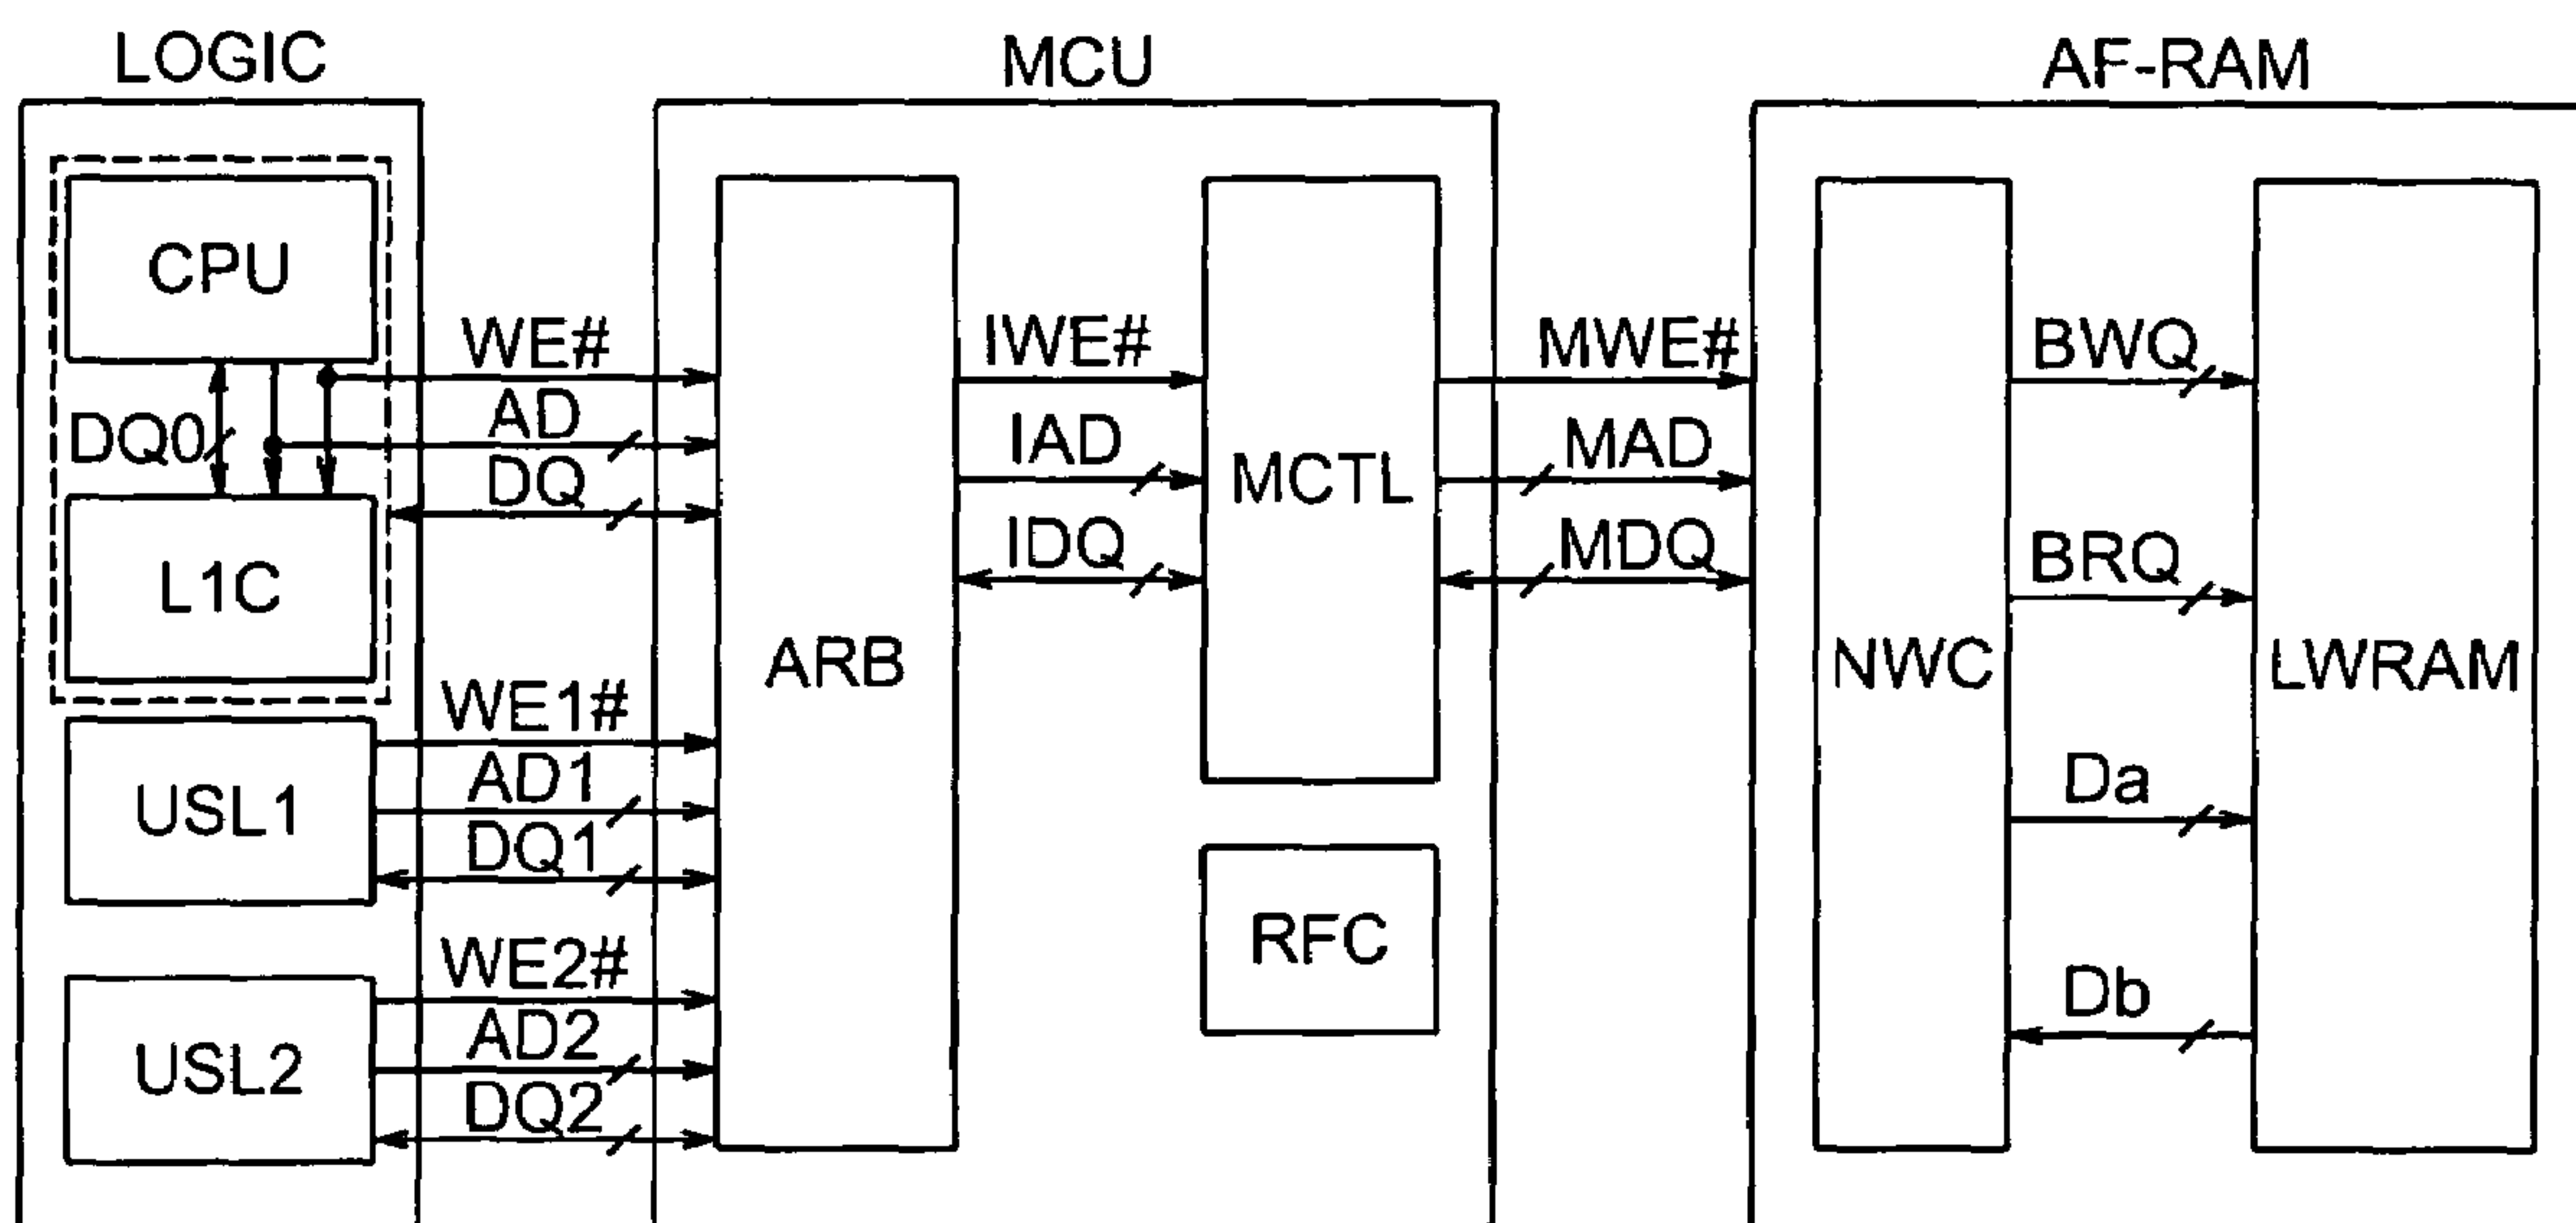 LOGIC
MCU
AF-RAM
CPU
DQ0
L1C
USL1
USL2
WE#
AD
DQ
WE1#
AD1
DQ1
WE2#
AD2
DQ2
ARB
IWE#
IAD
IDQ
MCTL
RFC
MWE#
MAD
MDQ
NWC
BWQ
BRQ
Da
Db
LWRAM